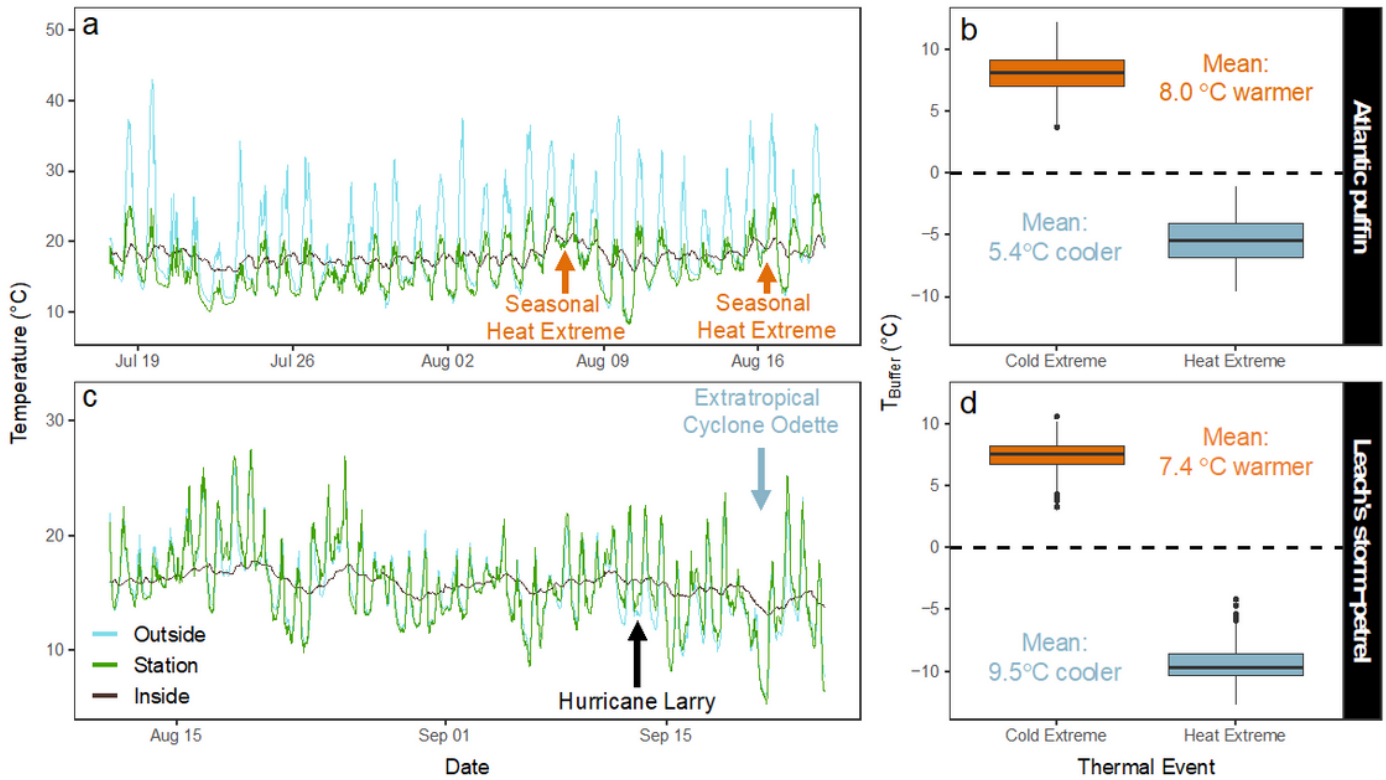 a
50
40
30
20
10
Seasonal
Heat Extreme
Seasonal
Heat Extreme
Jul 19
Jul 26
Aug 02
Aug 09
Aug 16
b
10
5
0
−5
−10
Mean:
8.0 °C warmer
Mean:
5.4°C cooler
Cold Extreme
Heat Extreme
Atlantic puffin
Temperature (°C)
TBuffer (°C)
c
30
20
10
Extratropical
Cyclone Odette
Outside
Station
Inside
Hurricane Larry
Aug 15
Sep 01
Sep 15
Date
d
10
5
0
−5
−10
Mean:
7.4 °C warmer
Mean:
9.5°C cooler
Cold Extreme
Heat Extreme
Thermal Event
Leach's storm-petrel